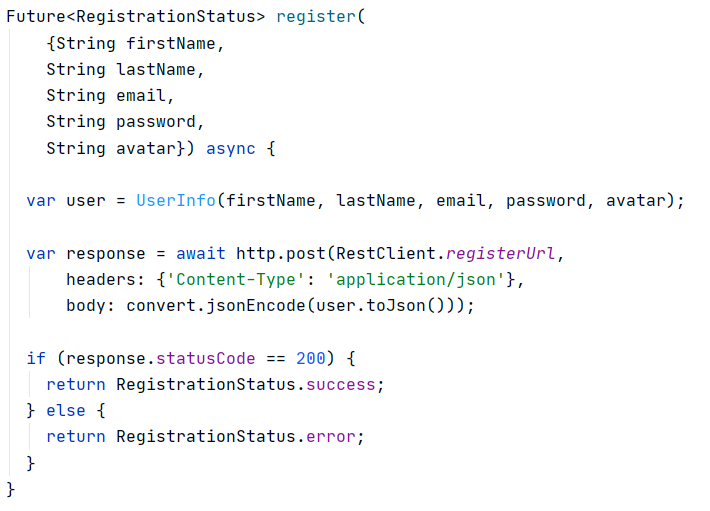 Future<RegistrationStatus> register(
    {String firstName,
    String lastName,
    String email,
    String password,
    String avatar}) async {

  var user = UserInfo(firstName, lastName, email, password, avatar);

  var response = await http.post(RestClient.registerUrl,
      headers: {'Content-Type': 'application/json'},
      body: convert.jsonEncode(user.toJson()));

  if (response.statusCode == 200) {
    return RegistrationStatus.success;
  } else {
    return RegistrationStatus.error;
  }
}